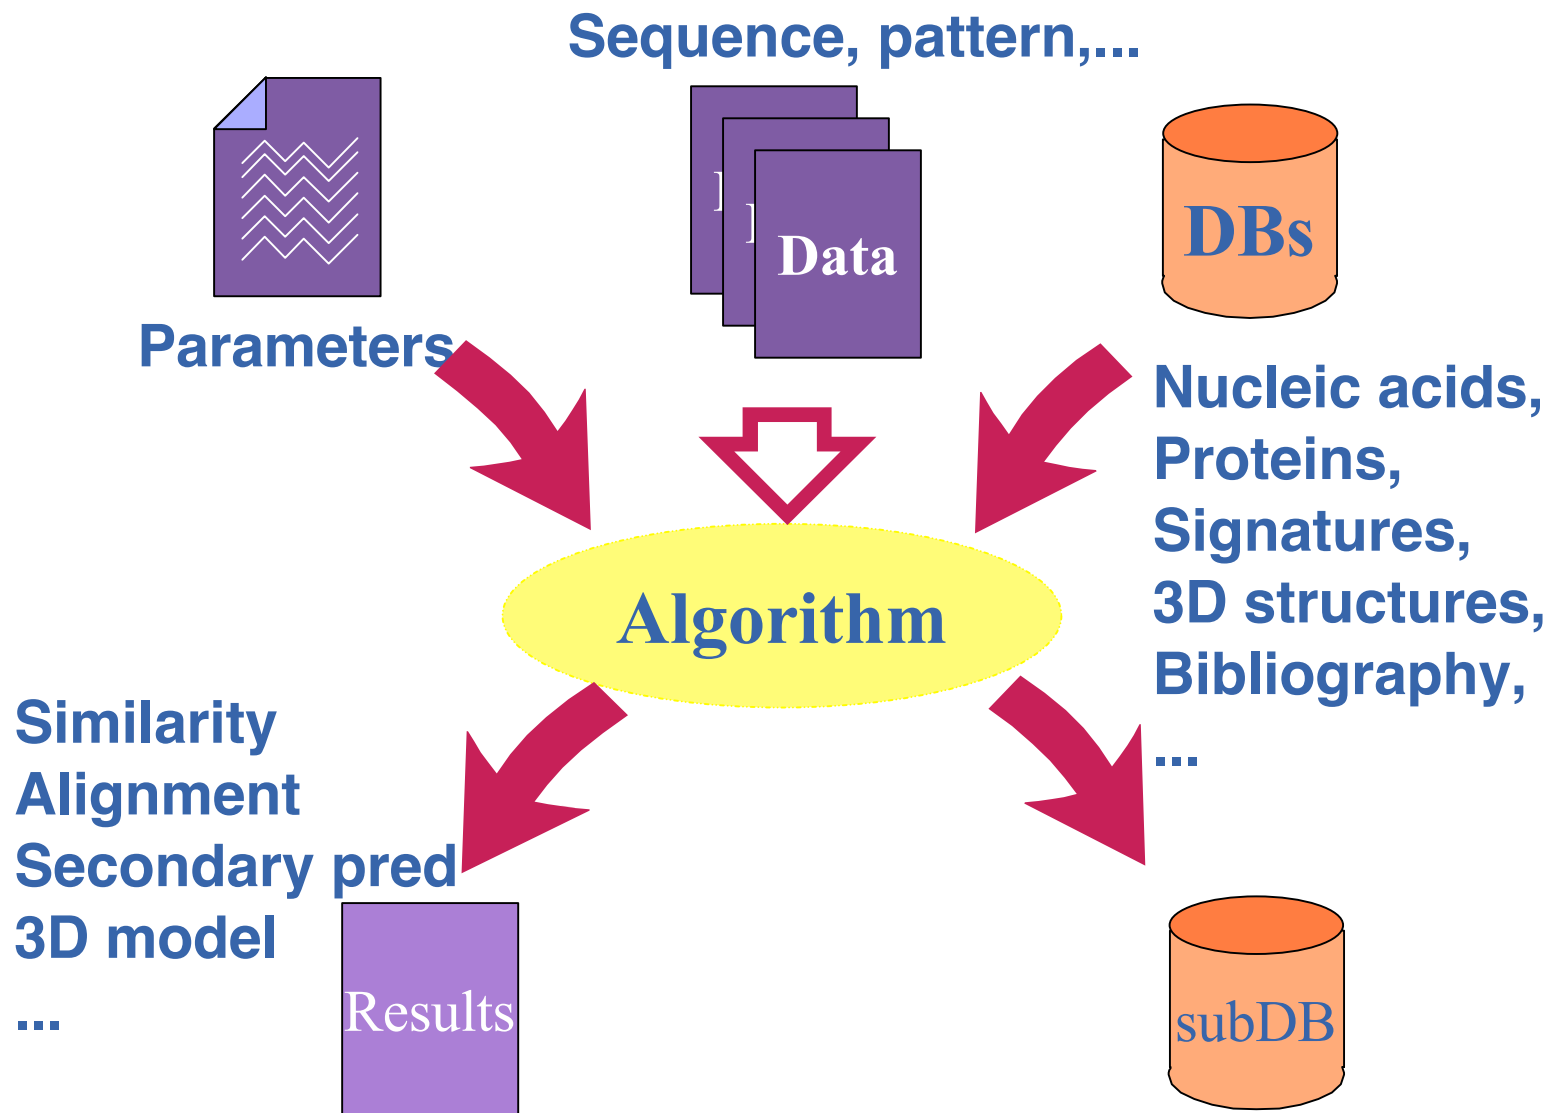 Sequence, pattern,...
Data
DBs
Parameters
Nucleic acids,
Proteins,
Signatures,
3D structures,
Bibliography,
...
Algorithm
Similarity
Alignment
Secondary pred
3D model
...
Results
subDB